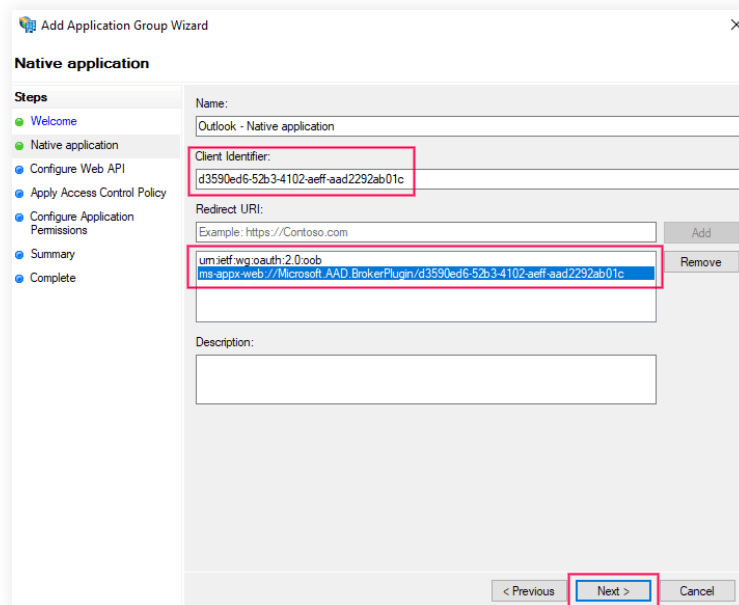 Add Application Group Wizard
Native application
Steps
Welcome
Native application
Configure Web API
Apply Access Control Policy
Configure Application
Permissions
Summary
Complete
Name:
Outlook - Native application
Client Identifier:
d3590ed6-52b3-4102-aeff-aad2292ab01c
Redirect URI:
Example: https://Contoso.com
Add
urn:ietf:wg:oauth:2.0:oob
ms-appx-web://Microsoft.AAD.BrokerPlugin/d3590ed6-52b3-4102-aeff-aad2292ab01c
Remove
Description:
< Previous
Next >
Cancel